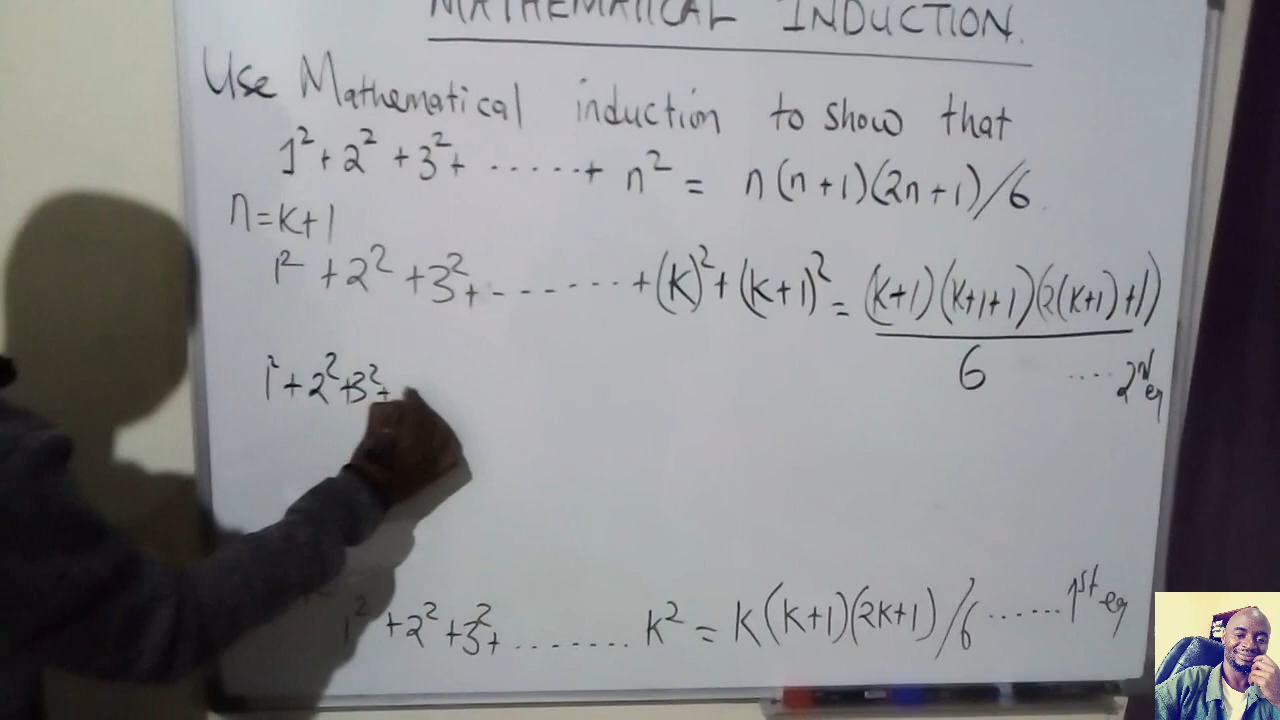 MATHEMATICAL INDUCTION.
Use Mathematical induction to show that
1² + 2² + 3² + ...... + n² = n(n+1)(2n+1)/6.
n=k+1
1² + 2² + 3² + - - ...... + (k)² + (k+1)² = (k+1)(k+1+1)(2(k+1)+1)
6 .... 2nd eq
1² + 2² + 3² +
1² + 2² + 3² + ........ k² = k(k+1)(2k+1)/6 ...... 1st eq